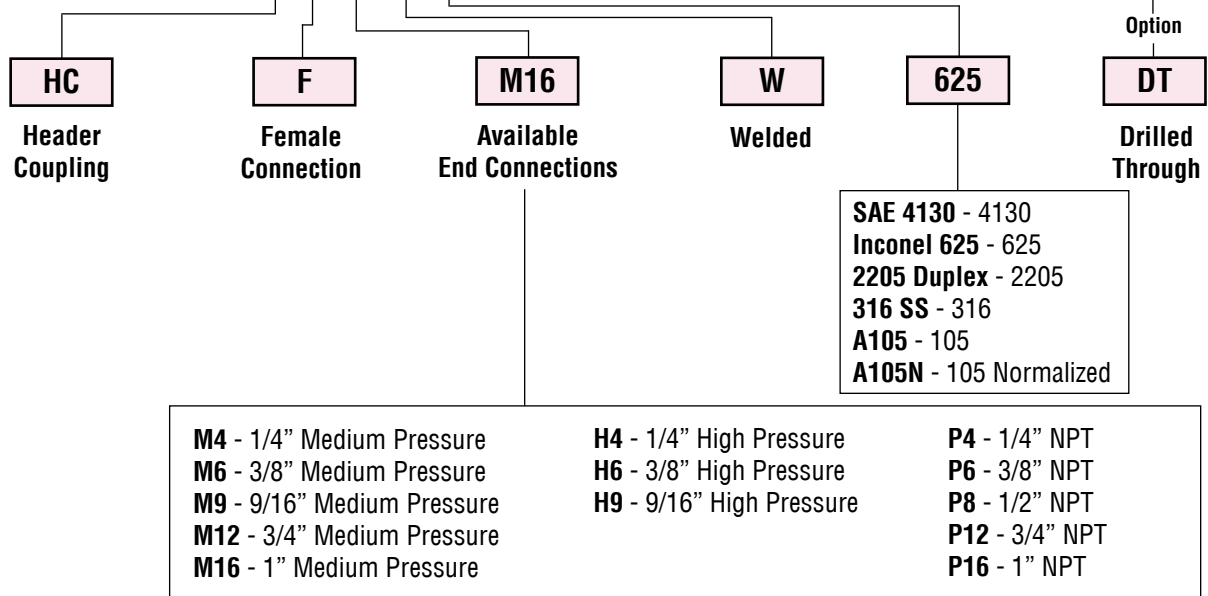 Option
HC
F
M16
W
625
DT
Header
Coupling
Female
Connection
Available
End Connections
Welded
Drilled
Through
SAE 4130 - 4130
Inconel 625 - 625
2205 Duplex - 2205
316 SS - 316
A105 - 105
A105N - 105 Normalized
M4 - 1/4” Medium Pressure
M6 - 3/8” Medium Pressure
M9 - 9/16” Medium Pressure
M12 - 3/4” Medium Pressure
M16 - 1” Medium Pressure
H4 - 1/4” High Pressure
H6 - 3/8” High Pressure
H9 - 9/16” High Pressure
P4 - 1/4” NPT
P6 - 3/8” NPT
P8 - 1/2” NPT
P12 - 3/4” NPT
P16 - 1” NPT